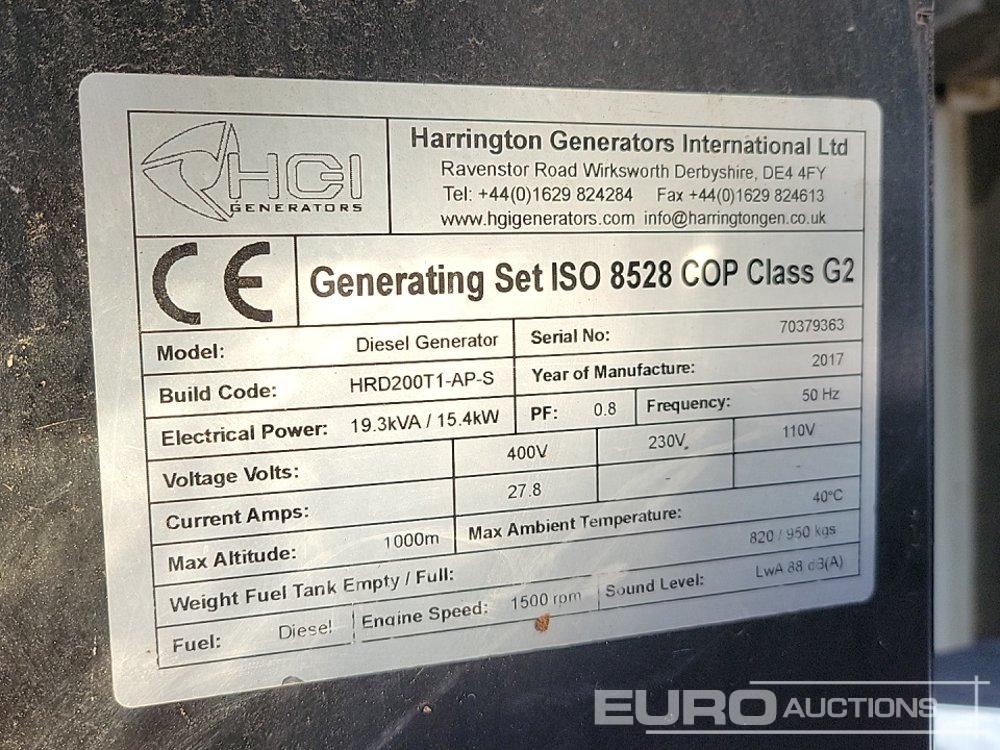 HGI
GENERATORS
Harrington Generators International Ltd
Ravenstor Road Wirksworth Derbyshire, DE4 4FY
Tel: +44(0)1629 824284 Fax +44(0)1629 824613
www.hgigenerators.com info@harringtongen.co.uk
CE
Generating Set ISO 8528 COP Class G2
Model: Diesel Generator Serial No: 70379363
Build Code: HRD200T1-AP-S Year of Manufacture: 2017
Electrical Power: 19.3kVA / 15.4kW PF: 0.8 Frequency: 50 Hz
Voltage Volts: 400V 230V 110V
Current Amps: 27.8 - -
Max Altitude: 1000m Max Ambient Temperature: 40°C
Weight Fuel Tank Empty / Full: 820 / 950 kgs
Fuel: Diesel Engine Speed: 1500 rpm Sound Level: LwA 88 dB(A)
EURO AUCTIONS